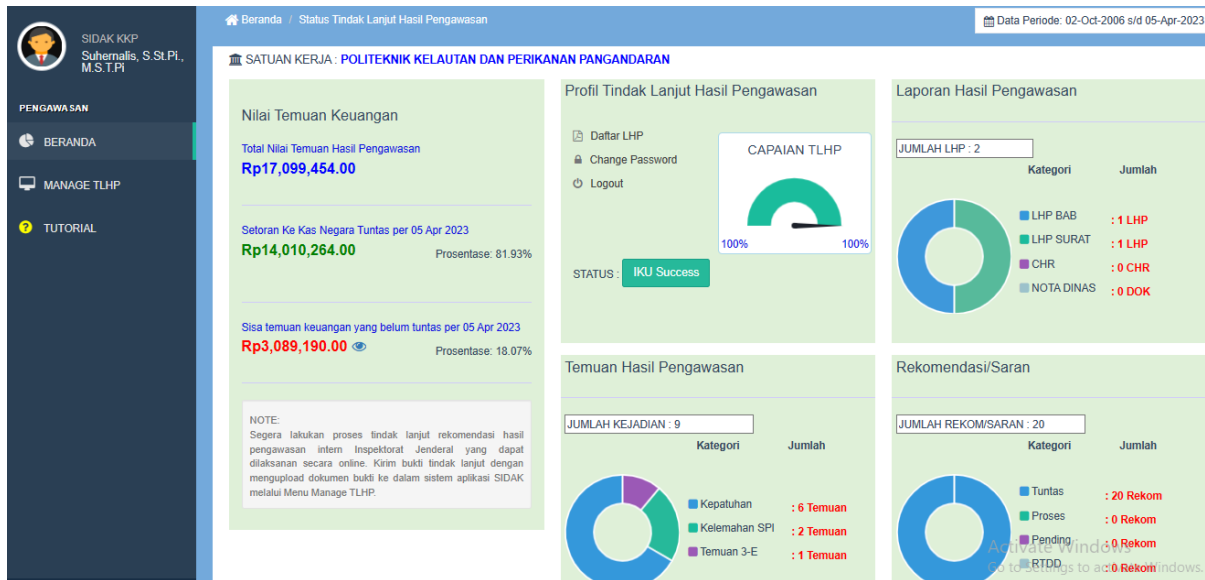 SIDAK KKP
Suhernalis, S.St.Pi.,
M.S.T.Pi
PENGAWASAN
BERANDA
MANAGE TLHP
TUTORIAL
Beranda / Status Tindak Lanjut Hasil Pengawasan
Data Periode: 02-Oct-2006 s/d 05-Apr-2023
SATUAN KERJA : POLITEKNIK KELAUTAN DAN PERIKANAN PANGANDARAN
Nilai Temuan Keuangan
Total Nilai Temuan Hasil Pengawasan
Rp17,099,454.00
Setoran Ke Kas Negara Tuntas per 05 Apr 2023
Rp14,010,264.00 Prosentase: 81.93%
Sisa temuan keuangan yang belum tuntas per 05 Apr 2023
Rp3,089,190.00 Prosentase: 18.07%
NOTE:
Segera lakukan proses tindak lanjut rekomendasi hasil
pengawasan intern Inspektorat Jenderal yang dapat
dilaksanan secara online. Kirim bukti tindak lanjut dengan
mengupload dokumen bukti ke dalam sistem aplikasi SIDAK
melalui Menu Manage TLHP.
Profil Tindak Lanjut Hasil Pengawasan
Daftar LHP
Change Password
Logout
CAPAIAN TLHP
100% 100%
STATUS : IKU Success
Laporan Hasil Pengawasan
JUMLAH LHP : 2
Kategori Jumlah
LHP BAB : 1 LHP
LHP SURAT : 1 LHP
CHR : 0 CHR
NOTA DINAS : 0 DOK
Temuan Hasil Pengawasan
JUMLAH KEJADIAN : 9
Kategori Jumlah
Kepatuhan : 6 Temuan
Kelemahan SPI : 2 Temuan
Temuan 3-E : 1 Temuan
Rekomendasi/Saran
JUMLAH REKOM/SARAN : 20
Kategori Jumlah
Tuntas : 20 Rekom
Proses : 0 Rekom
Pending : 0 Rekom
RTDD : 0 Rekom
Activate Windows
Go to Settings to activate Windows.